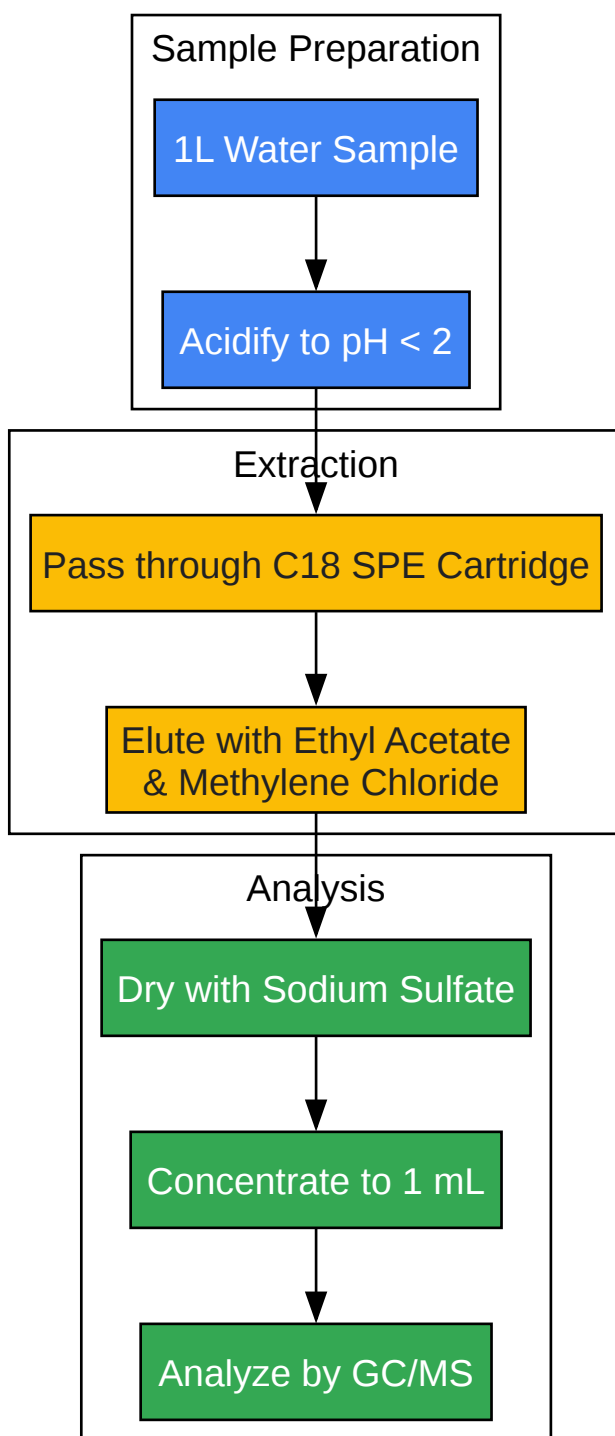 Sample Preparation
1L Water Sample
Acidify to pH < 2
Extraction
Pass through C18 SPE Cartridge
Elute with Ethyl Acetate
& Methylene Chloride
Analysis
Dry with Sodium Sulfate
Concentrate to 1 mL
Analyze by GC/MS